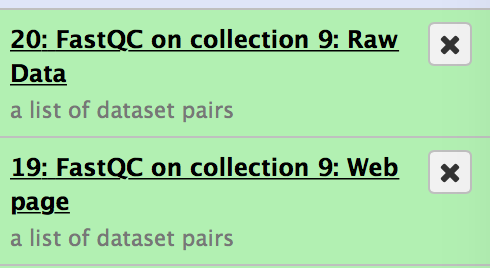 20: FastQC on collection 9: Raw
Data
a list of dataset pairs
19: FastQC on collection 9: Web
page
a list of dataset pairs